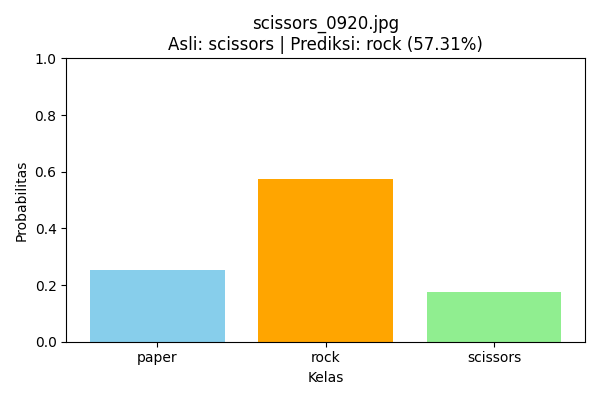 scissors_0920.jpg
Asli: scissors | Prediksi: rock (57.31%)
1.0
0.8
0.6
0.4
0.2
0.0
Probabilitas
paper rock scissors
Kelas